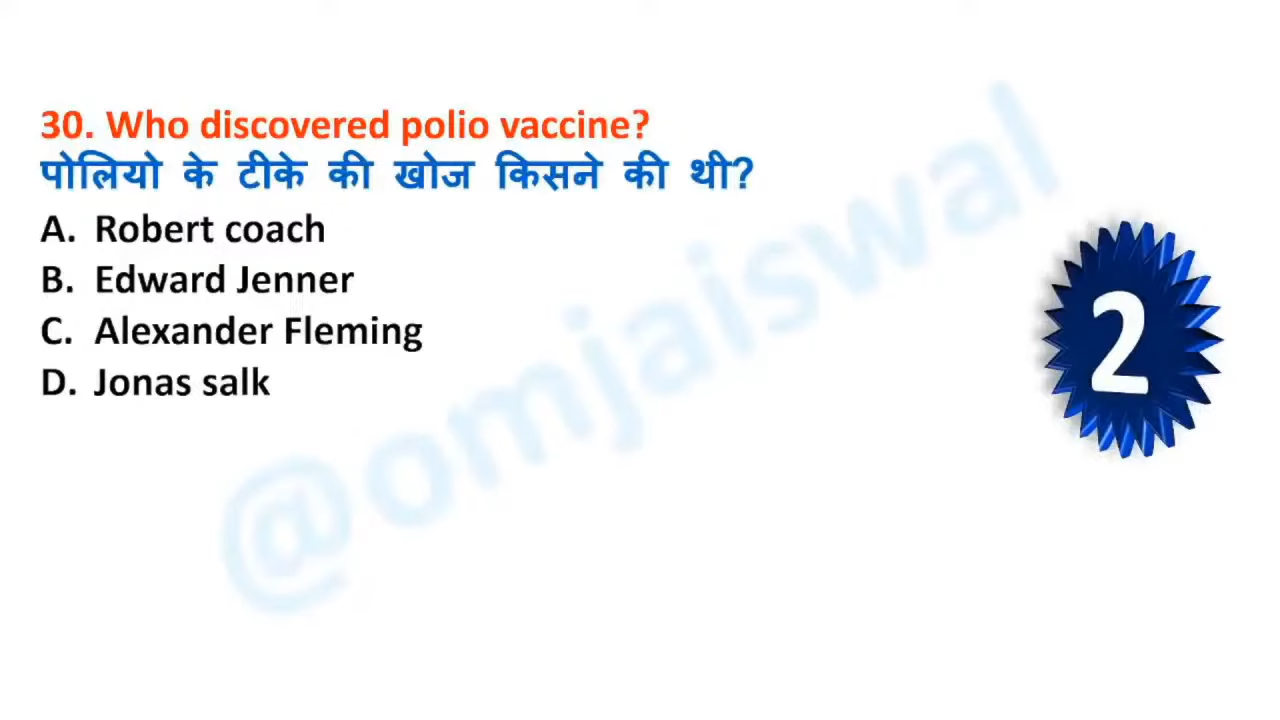 30. Who discovered polio vaccine?
पोलियो के टीके की खोज किसने की थी?
A. Robert coach
B. Edward Jenner
C. Alexander Fleming
D. Jonas salk
2
@omjaiswal